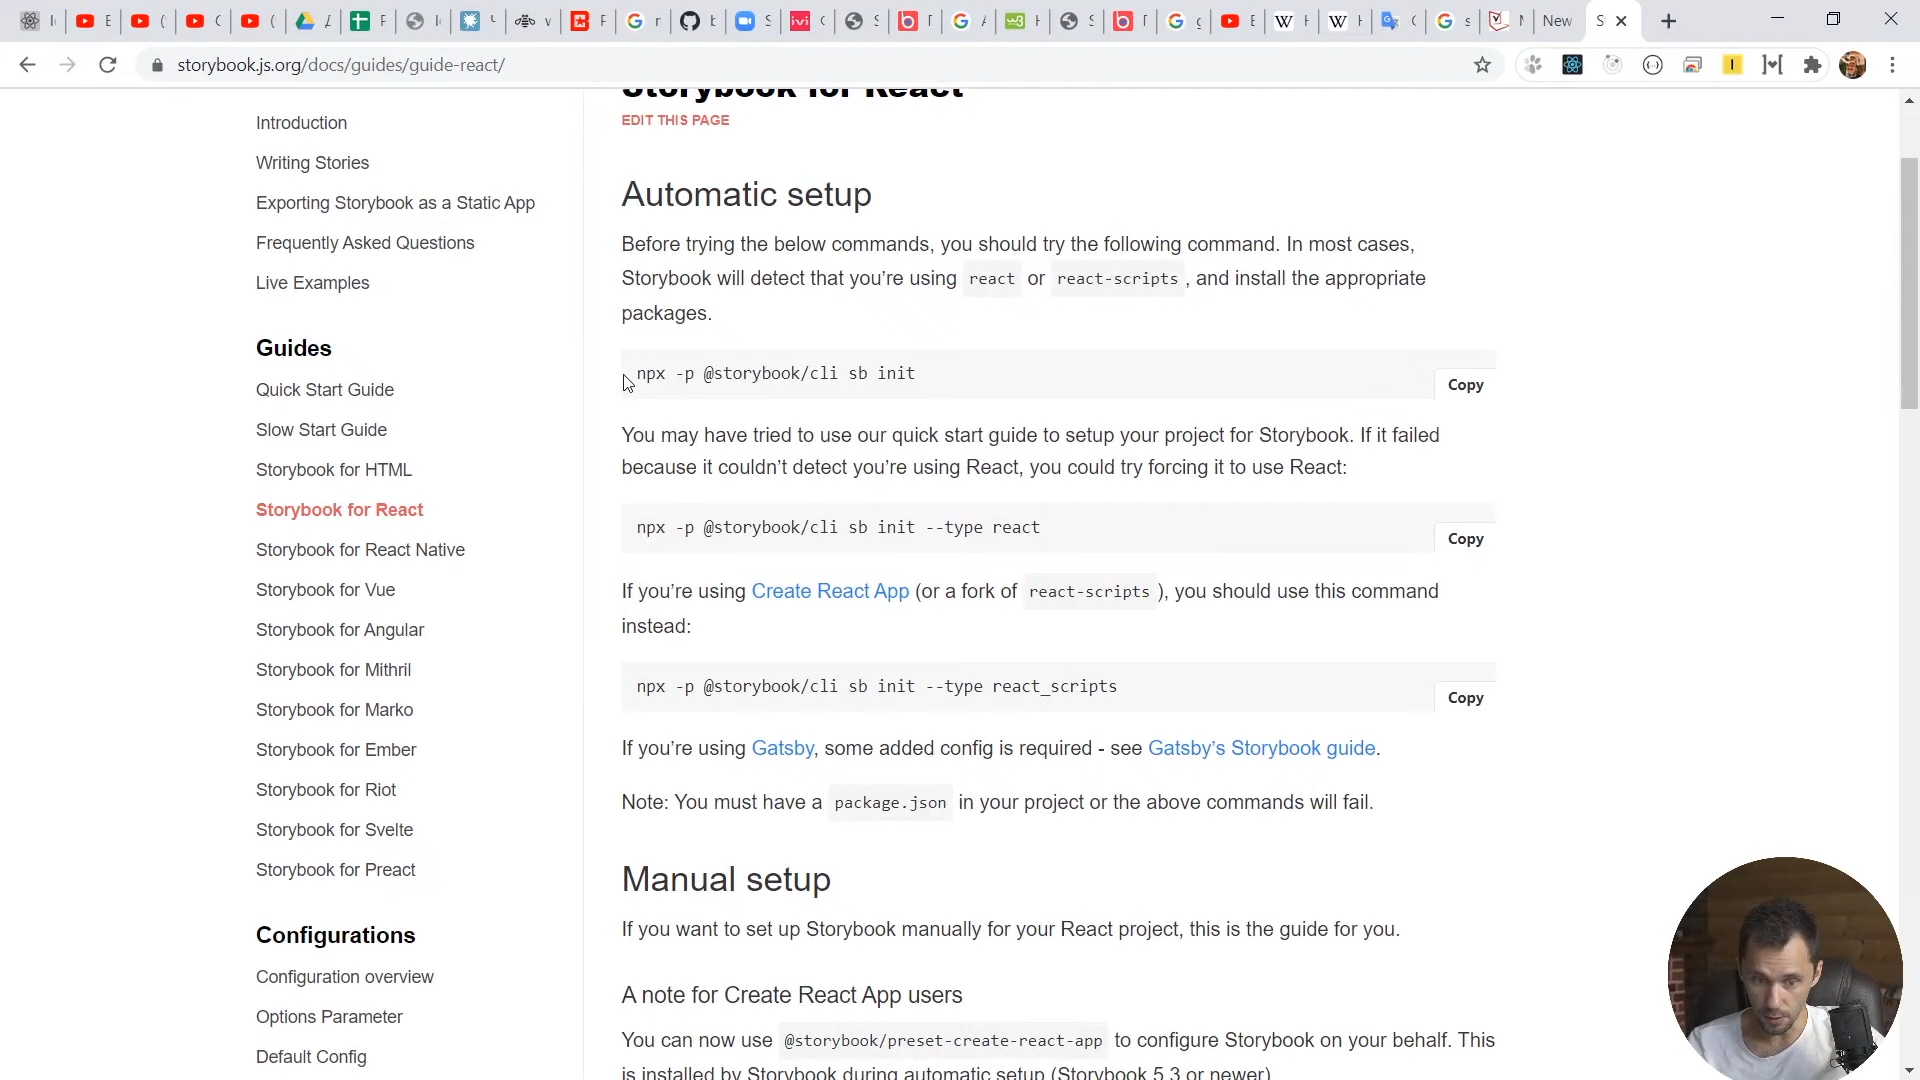 New
storybook.js.org/docs/guides/guide-react/
Introduction
Writing Stories
Exporting Storybook as a Static App
Frequently Asked Questions
Live Examples
Guides
Quick Start Guide
Slow Start Guide
Storybook for HTML
Storybook for React
Storybook for React Native
Storybook for Vue
Storybook for Angular
Storybook for Mithril
Storybook for Marko
Storybook for Ember
Storybook for Riot
Storybook for Svelte
Storybook for Preact
Configurations
Configuration overview
Options Parameter
Default Config
Storybook for React
EDIT THIS PAGE
Automatic setup
Before trying the below commands, you should try the following command. In most cases,
Storybook will detect that you’re using react or react-scripts , and install the appropriate
packages.
npx -p @storybook/cli sb init
Copy
You may have tried to use our quick start guide to setup your project for Storybook. If it failed
because it couldn’t detect you’re using React, you could try forcing it to use React:
npx -p @storybook/cli sb init --type react
Copy
If you’re using Create React App (or a fork of react-scripts ), you should use this command
instead:
npx -p @storybook/cli sb init --type react_scripts
Copy
If you’re using Gatsby, some added config is required - see Gatsby’s Storybook guide.
Note: You must have a package.json in your project or the above commands will fail.
Manual setup
If you want to set up Storybook manually for your React project, this is the guide for you.
A note for Create React App users
You can now use @storybook/preset-create-react-app to configure Storybook on your behalf. This
is installed by Storybook during automatic setup (Storybook 5.3 or newer)